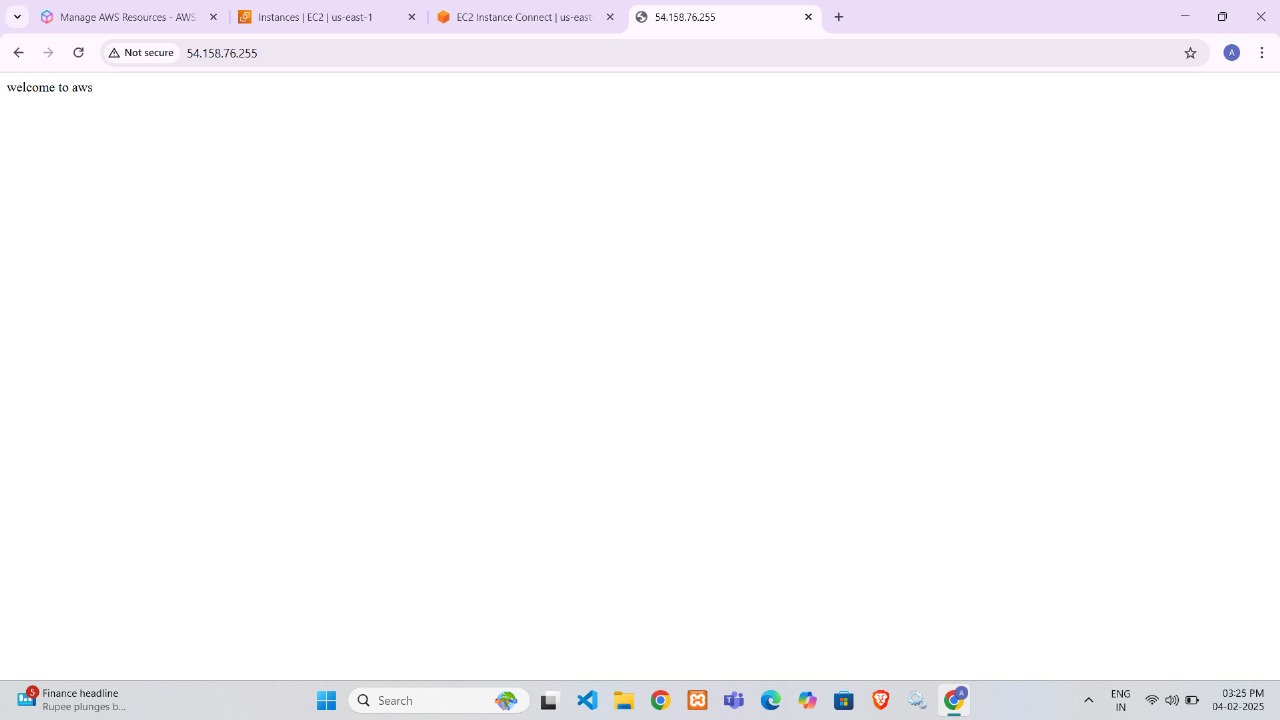 Manage AWS Resources - AWS
Instances | EC2 | us-east-1
EC2 Instance Connect | us-east-
54.158.76.255
Not secure
54.158.76.255
A
welcome to aws
5
Finance headline
Rupee plunges b...
Search
A
ENG
IN
03:25 PM
04-02-2025